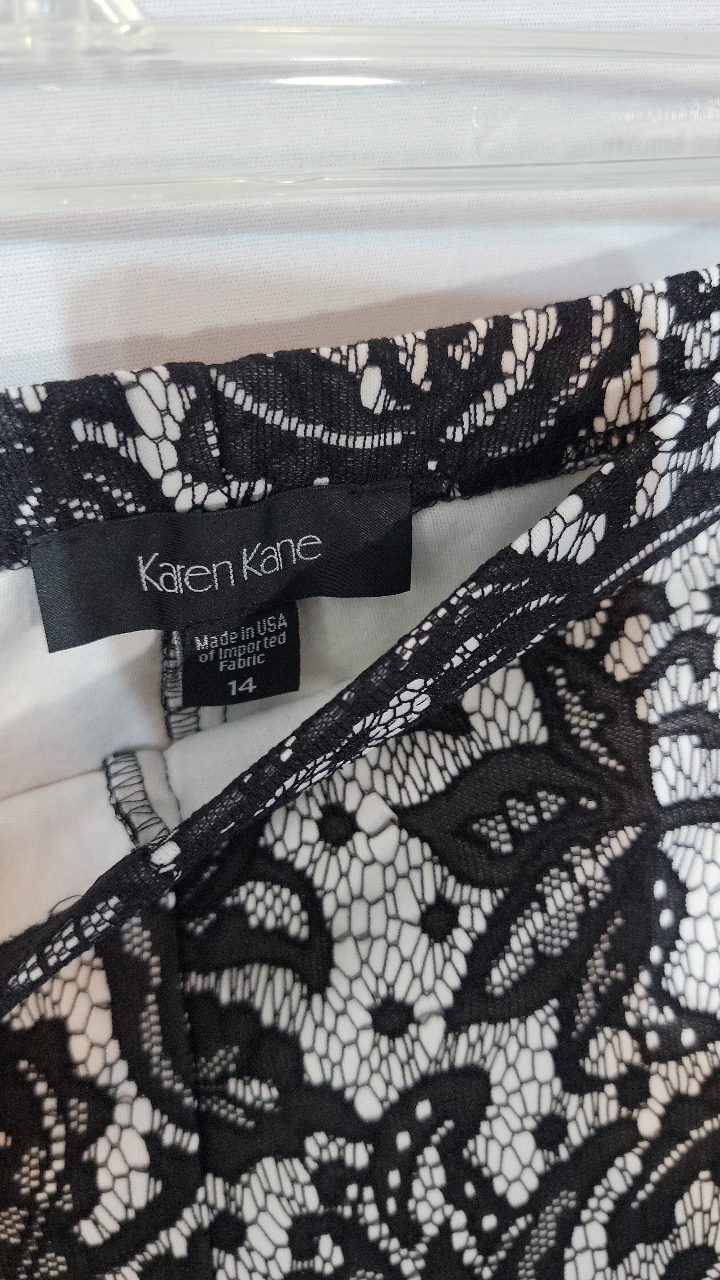 Karen Kane
Made in USA
of Imported
Fabric
14